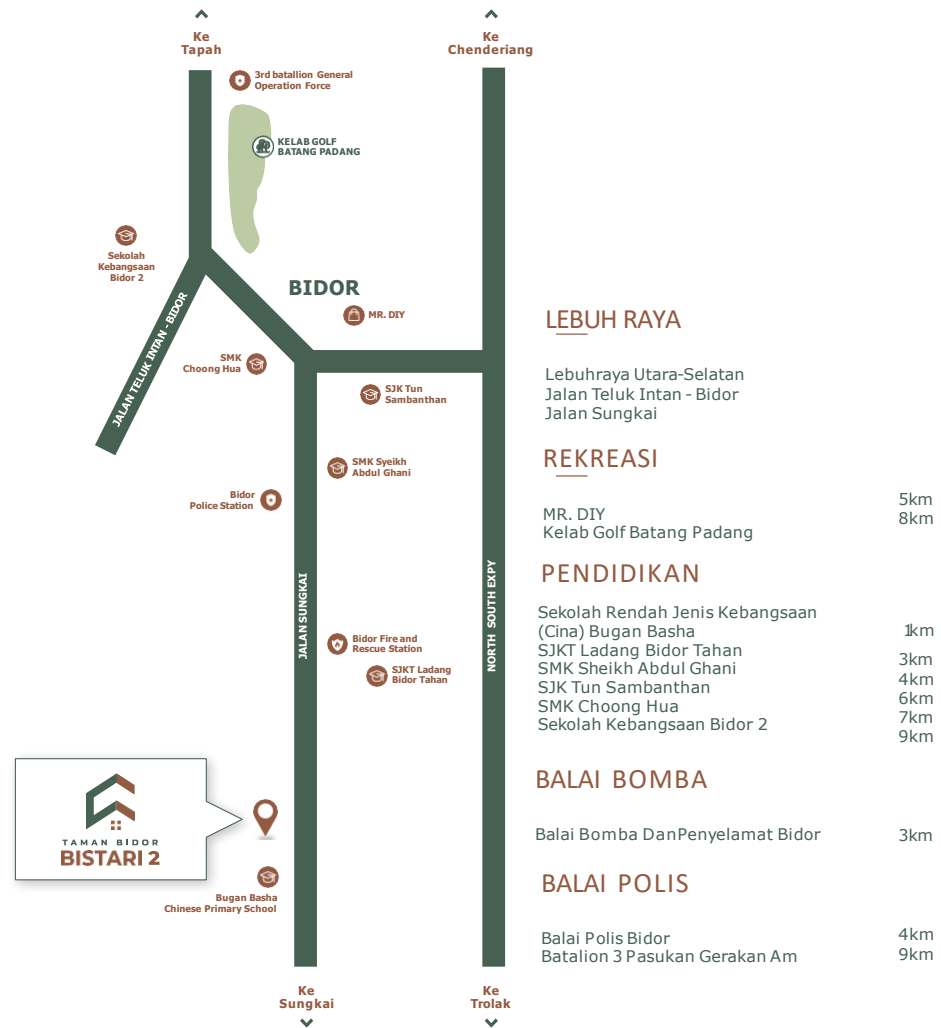 Ke
Tapah
Ke
Chenderiang
3rd batallion General
Operation Force
KELAB GOLF
BATANG PADANG
Sekolah
Kebangsaan
Bidor 2
BIDOR
MR. DIY
JALAN TELUK INTAN - BIDOR
SMK
Choong Hua
SJK Tun
Sambanthan
SMK Syeikh
Abdul Ghani
Bidor
Police Station
JALAN SUNGKAI
NORTH SOUTH EXPY
Bidor Fire and
Rescue Station
SJKT Ladang
Bidor Tahan
TAMAN BIDOR
BISTARI 2
Bugan Basha
Chinese Primary School
Ke
Sungkai
Ke
Trolak
LEBUH RAYA
Lebuhraya Utara-Selatan
Jalan Teluk Intan - Bidor
Jalan Sungkai
REKREASI
MR. DIY 5km
Kelab Golf Batang Padang 8km
PENDIDIKAN
Sekolah Rendah Jenis Kebangsaan
(Cina) Bugan Basha 1km
SJKT Ladang Bidor Tahan 3km
SMK Sheikh Abdul Ghani 4km
SJK Tun Sambanthan 6km
SMK Choong Hua 7km
Sekolah Kebangsaan Bidor 2 9km
BALAI BOMBA
Balai Bomba DanPenyelamat Bidor 3km
BALAI POLIS
Balai Polis Bidor 4km
Batalion 3 Pasukan Gerakan Am 9km